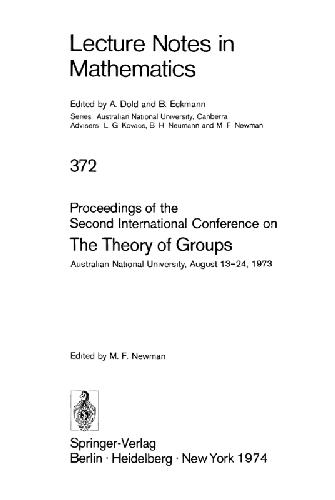 Lecture Notes in
Mathematics
Edited by A. Dold and B. Eckmann
Series: Australian National University, Canberra
Advisers: L. G. Kovacs, B. H. Neumann and M. F. Newman
372
Proceedings of the
Second International Conference on
The Theory of Groups
Australian National University, August 13-24, 1973
Edited by M. F. Newman
Springer-Verlag
Berlin · Heidelberg · New York 1974